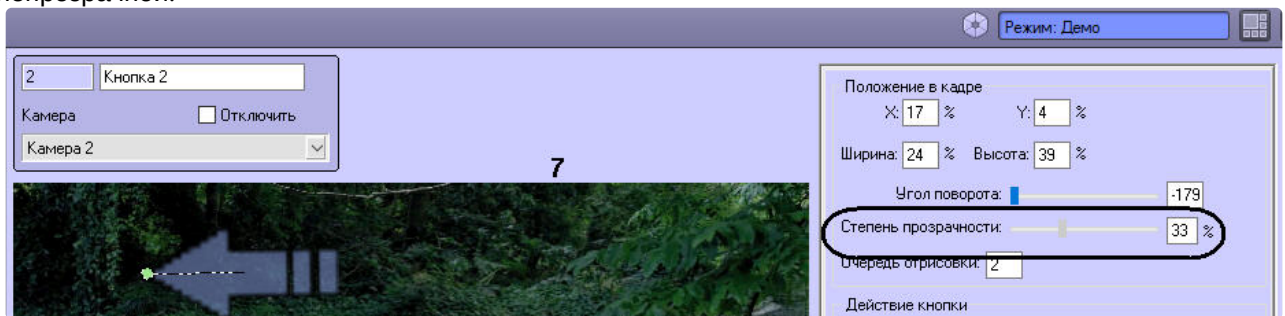 Режим: Демо
2 Кнопка 2
Камера Отключить
Камера 2
7
Положение в кадре
X: 17 % Y: 4 %
Ширина: 24 % Высота: 39 %
Угол поворота: -179
Степень прозрачности: 33 %
Очередь отрисовки: 2
Действие кнопки